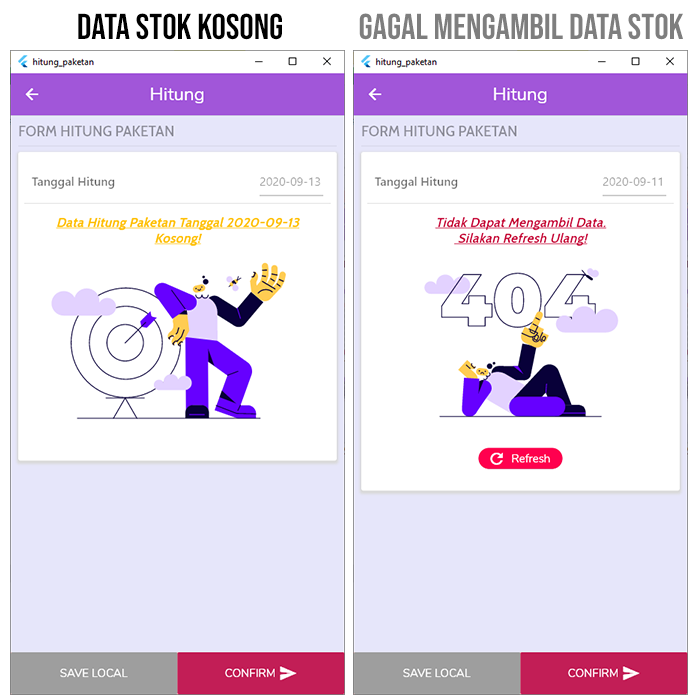 DATA STOK KOSONG
hitung_paketan
Hitung
FORM HITUNG PAKETAN
Tanggal Hitung 2020-09-13
Data Hitung Paketan Tanggal 2020-09-13
Kosong!
SAVE LOCAL CONFIRM
GAGAL MENGAMBIL DATA STOK
hitung_paketan
Hitung
FORM HITUNG PAKETAN
Tanggal Hitung 2020-09-11
Tidak Dapat Mengambil Data.
Silakan Refresh Ulang!
404
Refresh
SAVE LOCAL CONFIRM